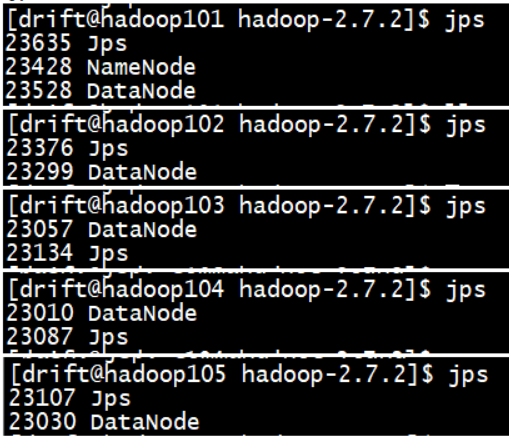 [drift@hadoop101 hadoop-2.7.2]$ jps
23635 Jps
23428 NameNode
23528 DataNode
[drift@hadoop102 hadoop-2.7.2]$ jps
23376 Jps
23299 DataNode
[drift@hadoop103 hadoop-2.7.2]$ jps
23057 DataNode
23134 Jps
[drift@hadoop104 hadoop-2.7.2]$ jps
23010 DataNode
23087 Jps
[drift@hadoop105 hadoop-2.7.2]$ jps
23107 Jps
23030 DataNode